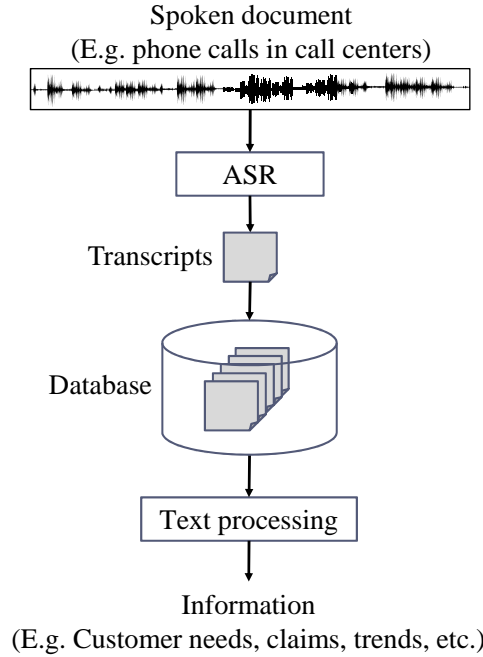 Spoken document
(E.g. phone calls in call centers)
ASR
Transcripts
Database
Text processing
Information
(E.g. Customer needs, claims, trends, etc.)